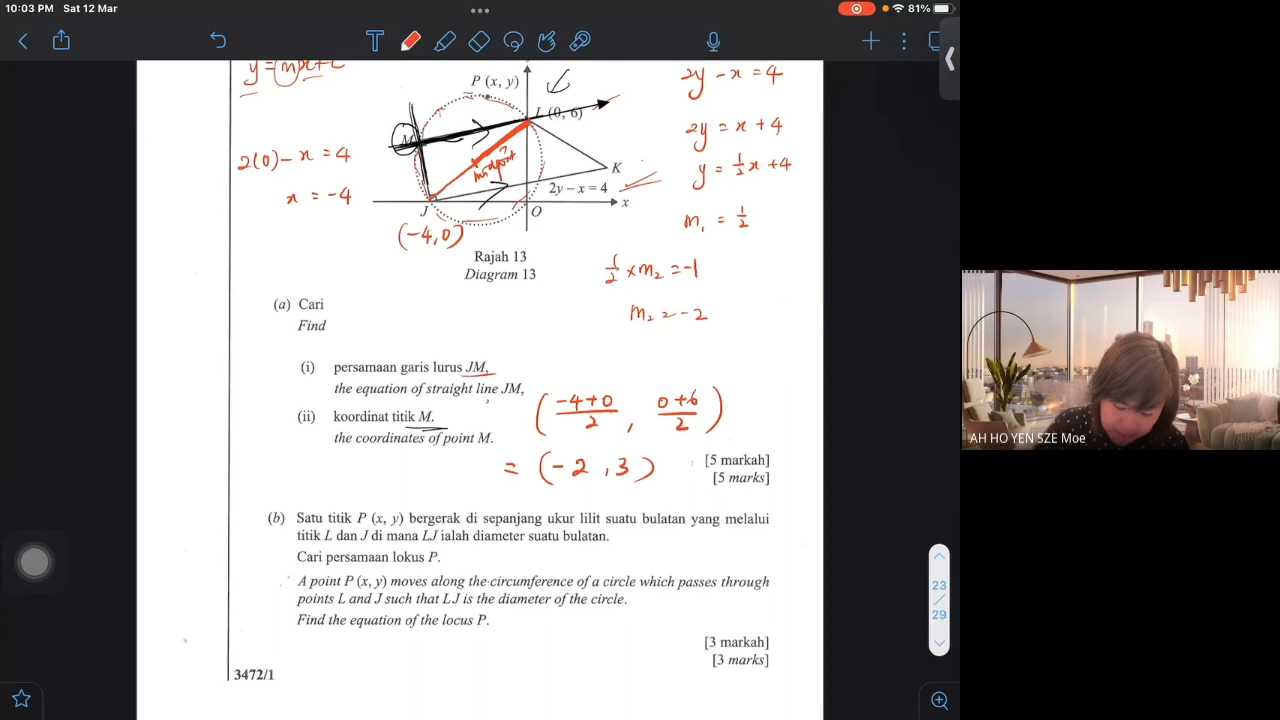 10:03 PM Sat 12 Mar
81%
y = mx+c
P (x, y)
L (0, 6)
M
midpoint
K
2y – x = 4
J
O
x
(-4,0)
2(0) - x = 4
x = -4
2y - x = 4
2y = x + 4
y = 1/2 x + 4
m₁ = 1/2
1/2 × m₂ = -1
m₂ = -2
Rajah 13
Diagram 13
(a) Cari
Find
(i) persamaan garis lurus JM,
the equation of straight line JM,
(ii) koordinat titik M.
the coordinates of point M.
( (-4+0)/2 , (0+6)/2 )
= (-2 , 3)
[5 markah]
[5 marks]
(b) Satu titik P (x, y) bergerak di sepanjang ukur lilit suatu bulatan yang melalui
titik L dan J di mana LJ ialah diameter suatu bulatan.
Cari persamaan lokus P.
A point P (x, y) moves along the circumference of a circle which passes through
points L and J such that LJ is the diameter of the circle.
Find the equation of the locus P.
[3 markah]
[3 marks]
3472/1
23
/
29
AH HO YEN SZE Moe